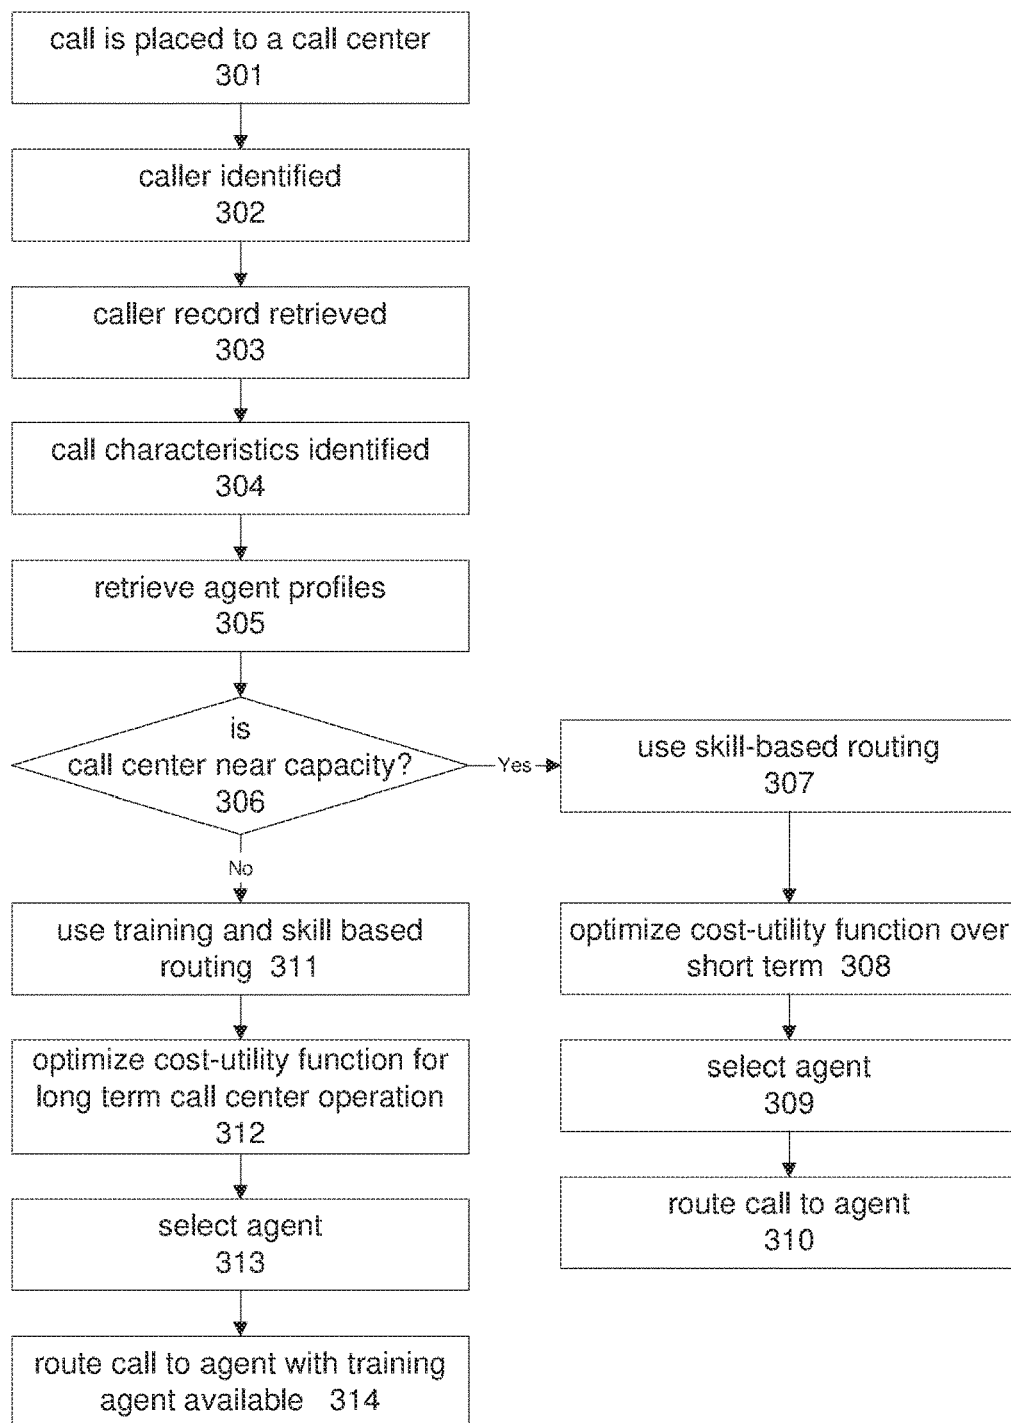 call is placed to a call center
301
caller identified
302
caller record retrieved
303
call characteristics identified
304
retrieve agent profiles
305
is
call center near capacity?
306
Yes
use skill-based routing
307
optimize cost-utility function over
short term 308
select agent
309
route call to agent
310
No
use training and skill based
routing 311
optimize cost-utility function for
long term call center operation
312
select agent
313
route call to agent with training
agent available 314